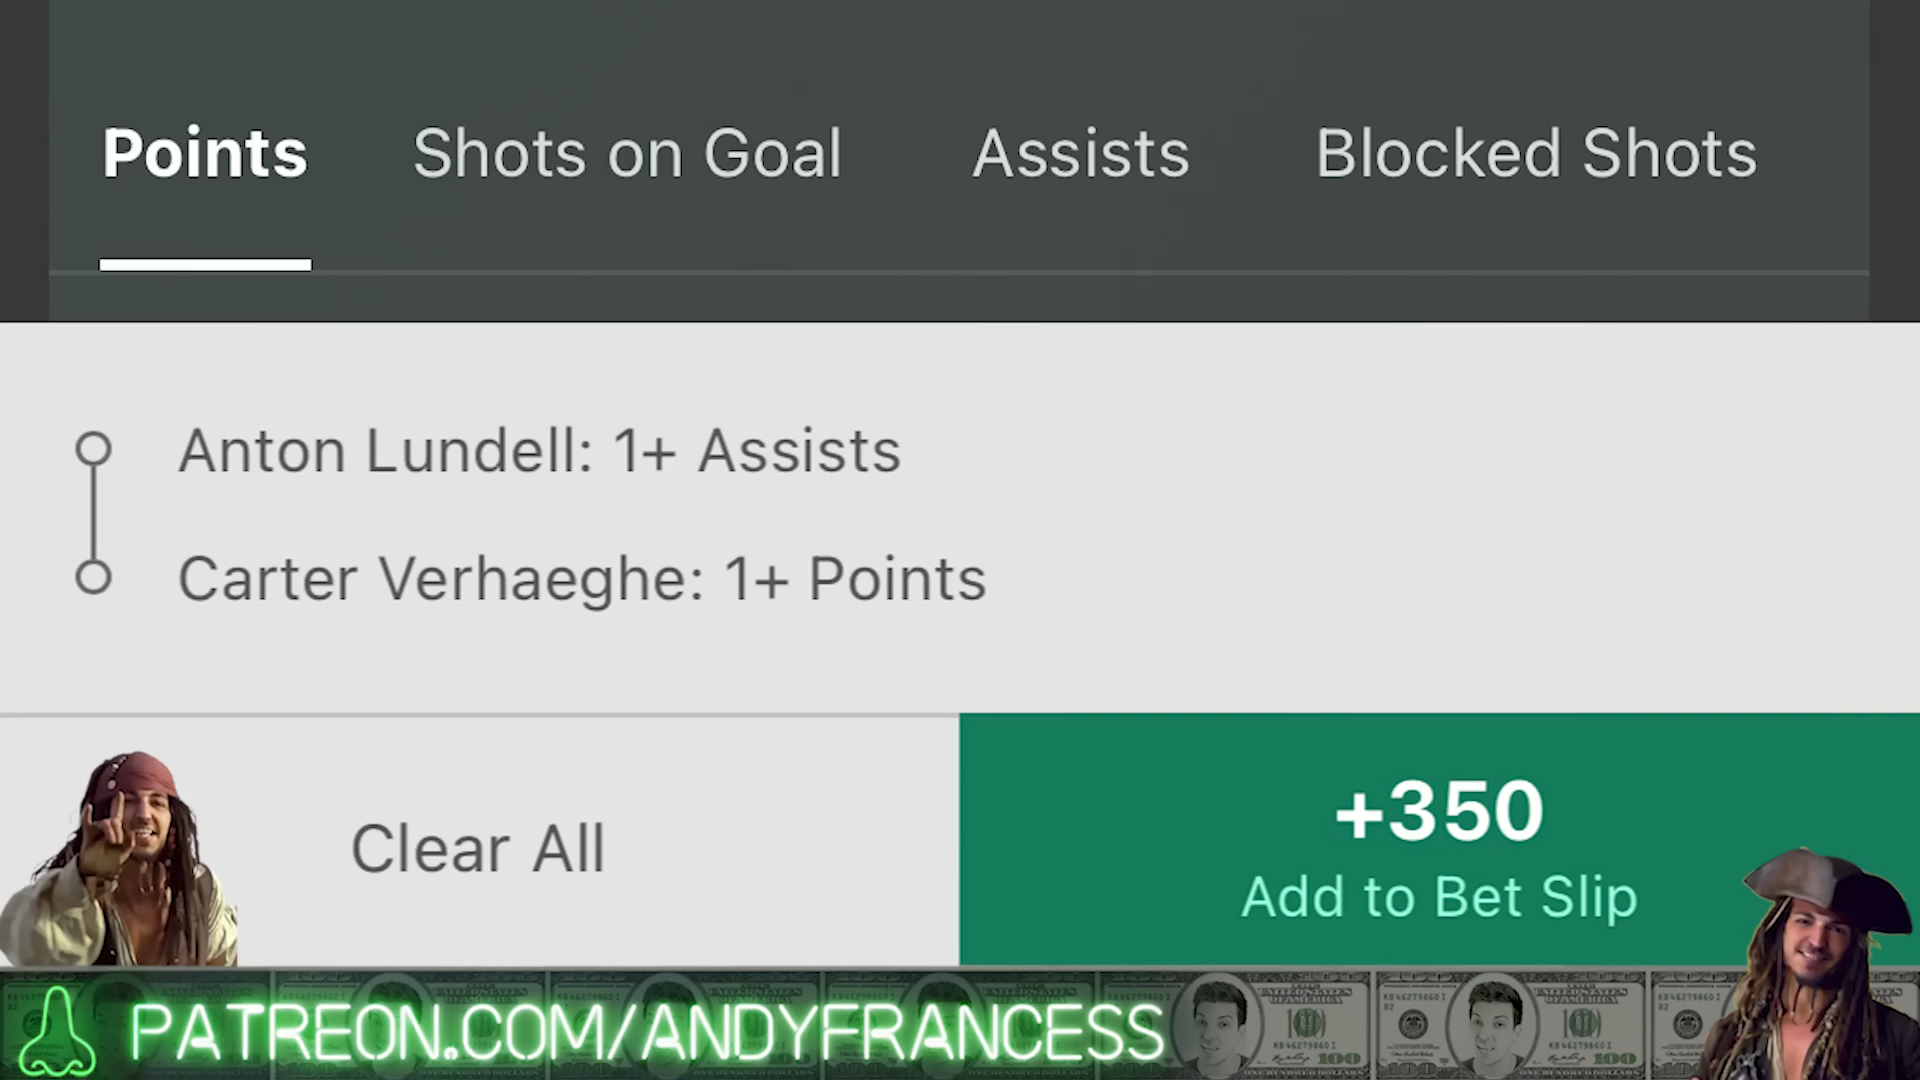 Points Shots on Goal Assists Blocked Shots
Anton Lundell: 1+ Assists
Carter Verhaeghe: 1+ Points
Clear All
+350
Add to Bet Slip
PATREON.COM/ANDYFRANCESS